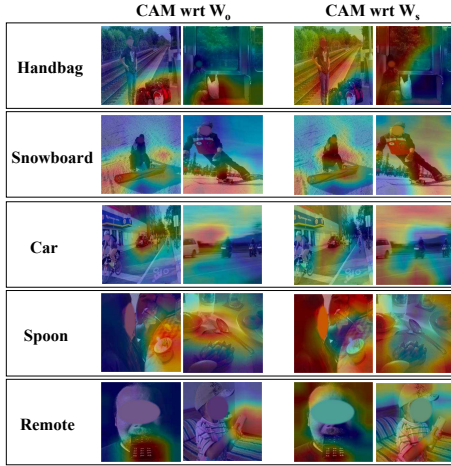 CAM wrt Wₒ CAM wrt Wₛ
Handbag
Snowboard
Car
Spoon
Remote